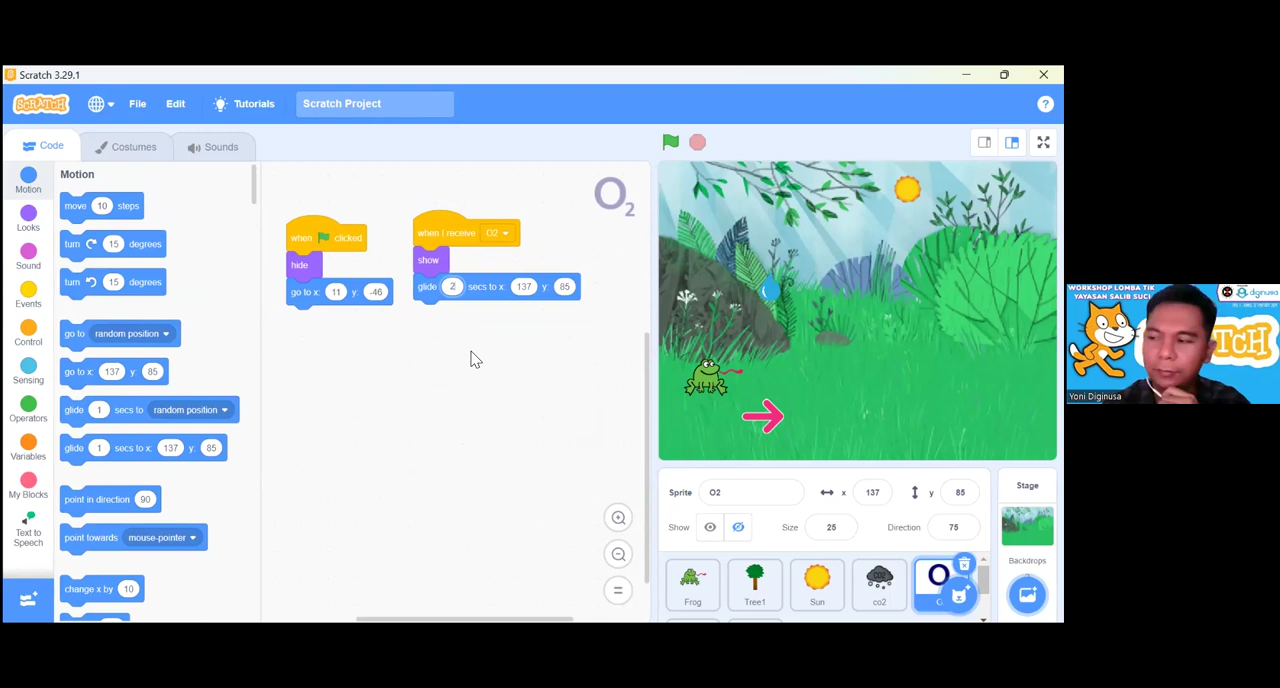 Scratch 3.29.1
SCRATCH
File
Edit
Tutorials
Scratch Project
?
Code
Costumes
Sounds
Motion
Looks
Sound
Events
Control
Sensing
Operators
Variables
My Blocks
Text to
Speech
Motion
move 10 steps
turn 15 degrees
turn 15 degrees
go to random position
go to x: 137 y: 85
glide 1 secs to random position
glide 1 secs to x: 137 y: 85
point in direction 90
point towards mouse-pointer
change x by 10
when clicked
hide
go to x: 11 y: -46
when I receive O2
show
glide 2 secs to x: 137 y: 85
O2
Sprite O2
x 137
y 85
Show
Size 25
Direction 75
Frog
Tree1
Sun
CO2
co2
O
Stage
Backdrops
1
WORKSHOP LOMBA TIK
YAYASAN SALIB SUCI
diginusa
TCH
Yoni Diginusa